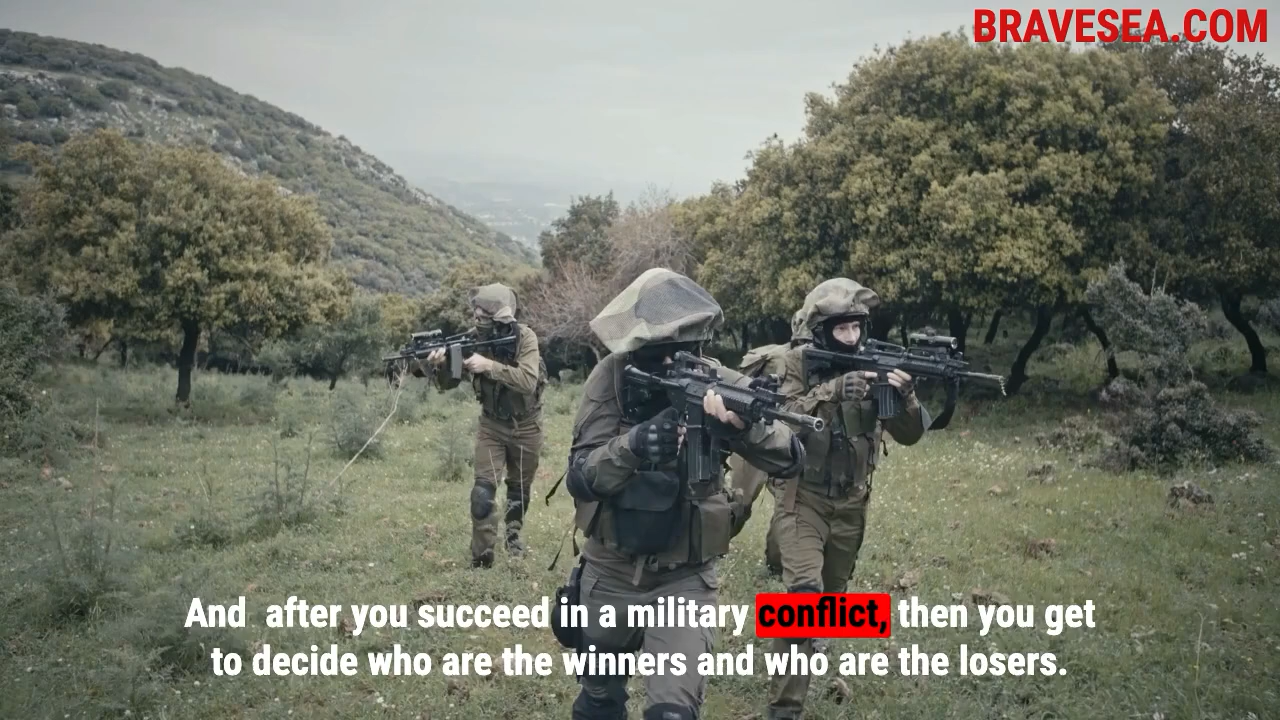 BRAVESEA.COM
And after you succeed in a military conflict, then you get
to decide who are the winners and who are the losers.